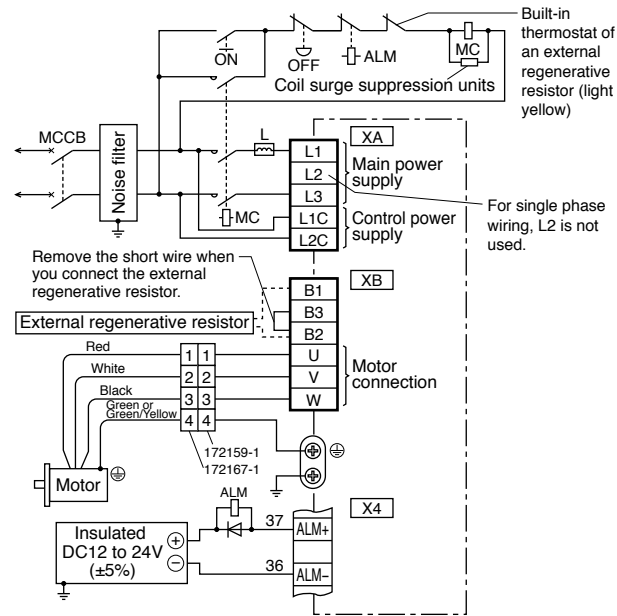 Built-in
thermostat of
an external
regenerative
resistor (light
yellow)
ON
OFF
ALM
MC
Coil surge suppression units
MCCB
Noise filter
L
XA
L1
L2
L3
L1C
L2C
Main power
supply
Control power
supply
MC
For single phase
wiring, L2 is not
used.
Remove the short wire when
you connect the external
regenerative resistor.
XB
B1
B3
B2
U
V
W
External regenerative resistor
Motor
connection
Red
White
Black
Green or
Green/Yellow
1 1
2 2
3 3
4 4
172159-1
172167-1
Motor
ALM
X4
Insulated
DC12 to 24V
(±5%)
+
−
37
ALM+
36
ALM−